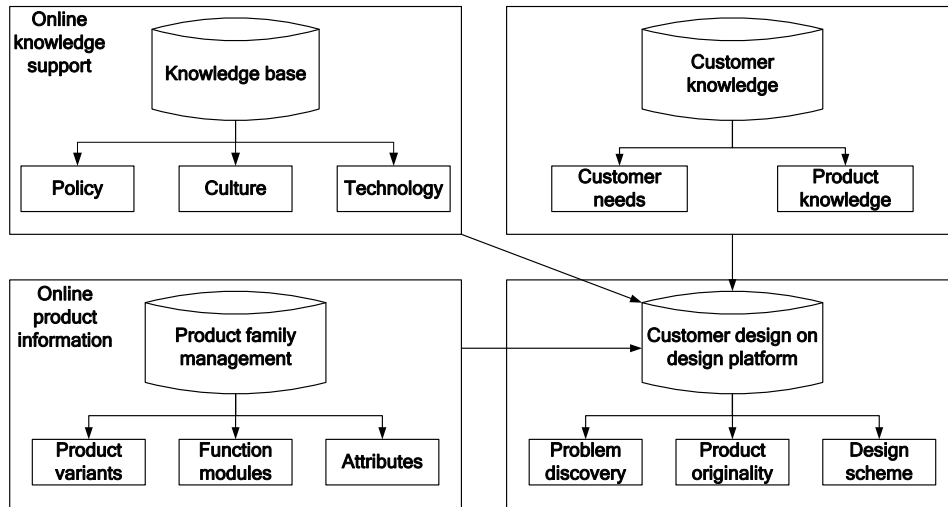 Online
knowledge
support
Knowledge base
Policy
Culture
Technology
Customer
knowledge
Customer
needs
Product
knowledge
Online
product
information
Product family
management
Product
variants
Function
modules
Attributes
Customer design on
design platform
Problem
discovery
Product
originality
Design
scheme